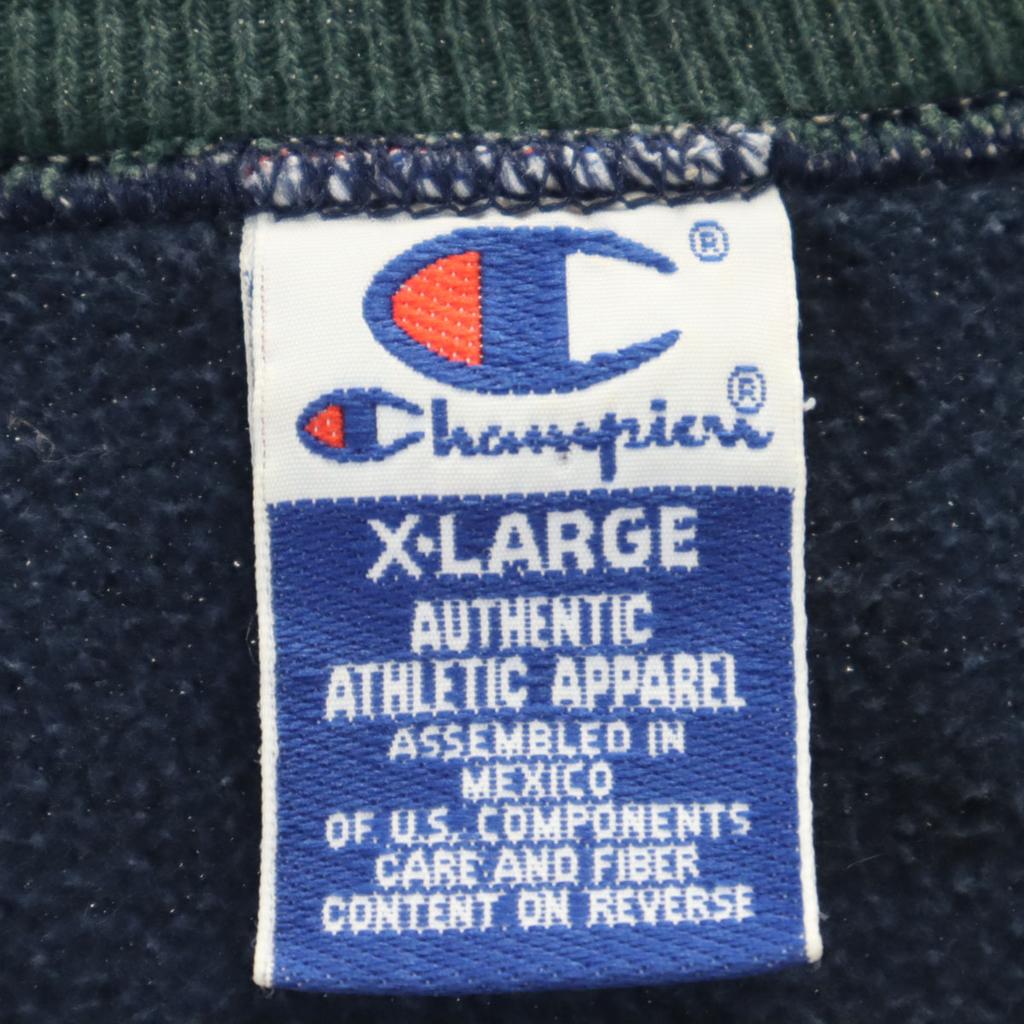 ®
Champion®
X·LARGE
AUTHENTIC
ATHLETIC APPAREL
ASSEMBLED IN
MEXICO
OF U.S. COMPONENTS
CARE AND FIBER
CONTENT ON REVERSE